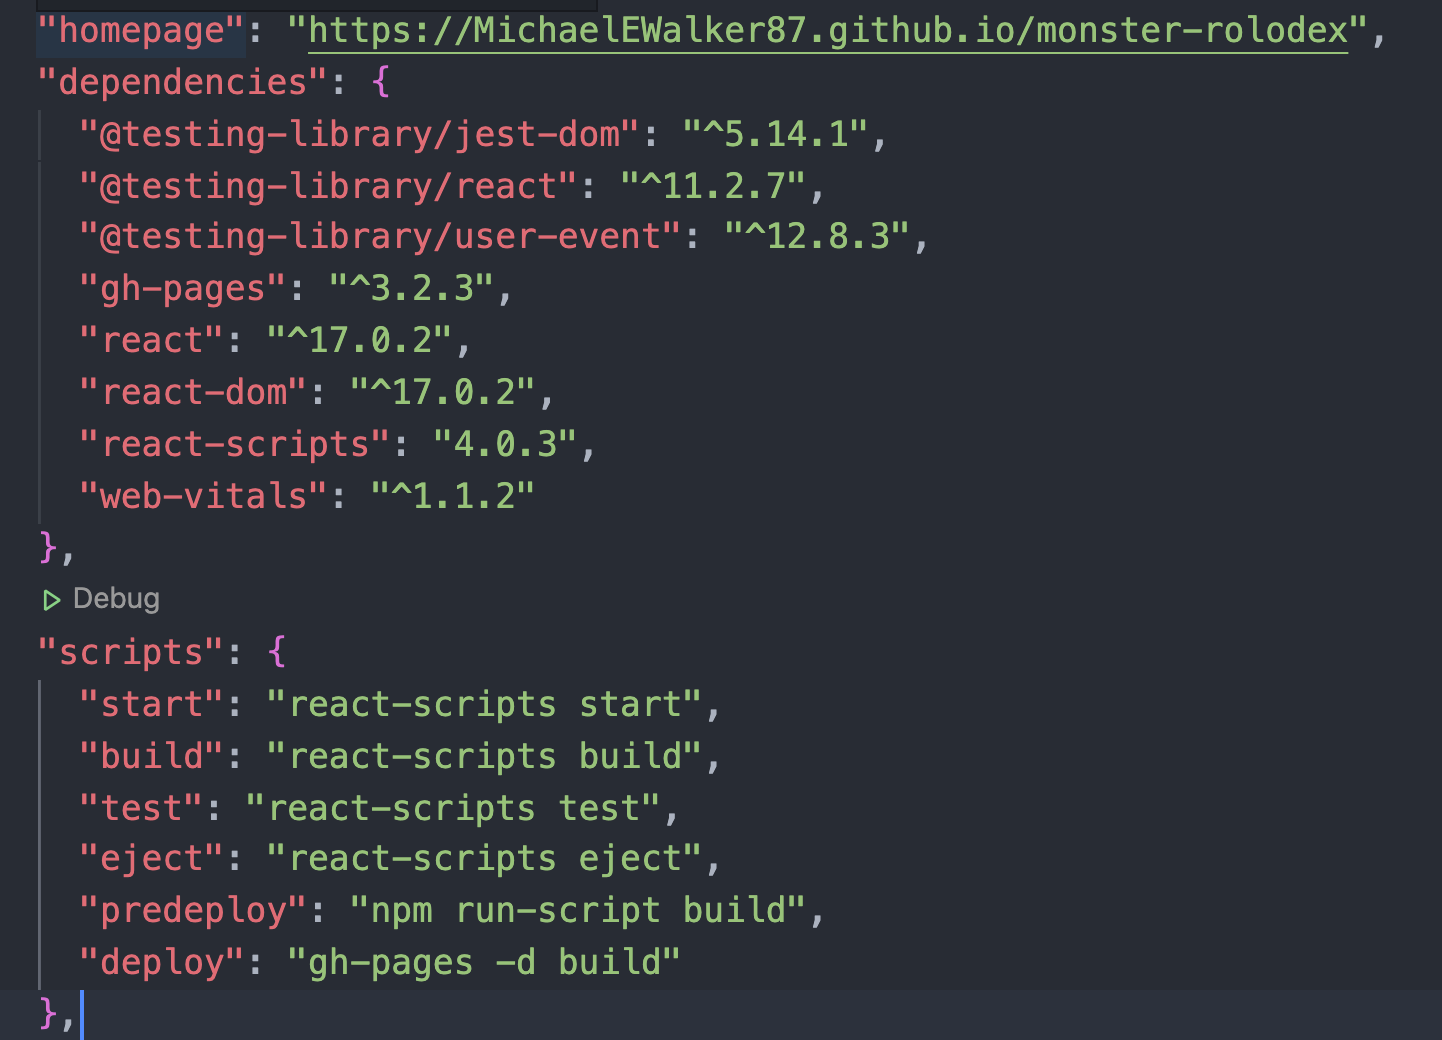 "homepage": "https://MichaelEWalker87.github.io/monster-rolodex",
"dependencies": {
"@testing-library/jest-dom": "^5.14.1",
"@testing-library/react": "^11.2.7",
"@testing-library/user-event": "^12.8.3",
"gh-pages": "^3.2.3",
"react": "^17.0.2",
"react-dom": "^17.0.2",
"react-scripts": "4.0.3",
"web-vitals": "^1.1.2"
},
Debug
"scripts": {
"start": "react-scripts start",
"build": "react-scripts build",
"test": "react-scripts test",
"eject": "react-scripts eject",
"predeploy": "npm run-script build",
"deploy": "gh-pages -d build"
},